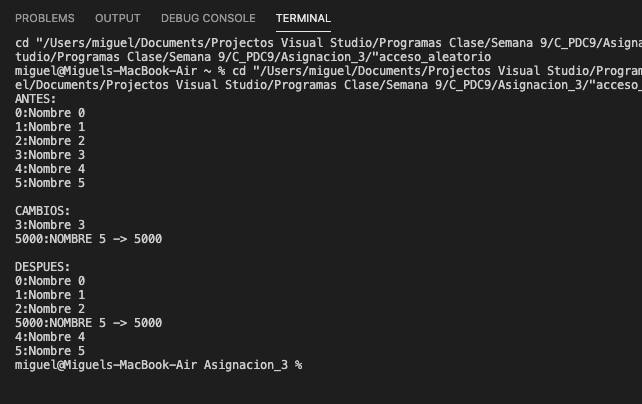 PROBLEMS OUTPUT DEBUG CONSOLE TERMINAL
cd "/Users/miguel/Documents/Projectos Visual Studio/Programas Clase/Semana 9/C_PDC9/Asigna
tudio/Programas Clase/Semana 9/C_PDC9/Asignacion_3/"acceso_aleatorio
miguel@Miguels-MacBook-Air ~ % cd "/Users/miguel/Documents/Projectos Visual Studio/Program
el/Documents/Projectos Visual Studio/Programas Clase/Semana 9/C_PDC9/Asignacion_3/"acceso_
ANTES:
0:Nombre 0
1:Nombre 1
2:Nombre 2
3:Nombre 3
4:Nombre 4
5:Nombre 5
CAMBIOS:
3:Nombre 3
5000:NOMBRE 5 -> 5000
DESPUES:
0:Nombre 0
1:Nombre 1
2:Nombre 2
5000:NOMBRE 5 -> 5000
4:Nombre 4
5:Nombre 5
miguel@Miguels-MacBook-Air Asignacion_3 %